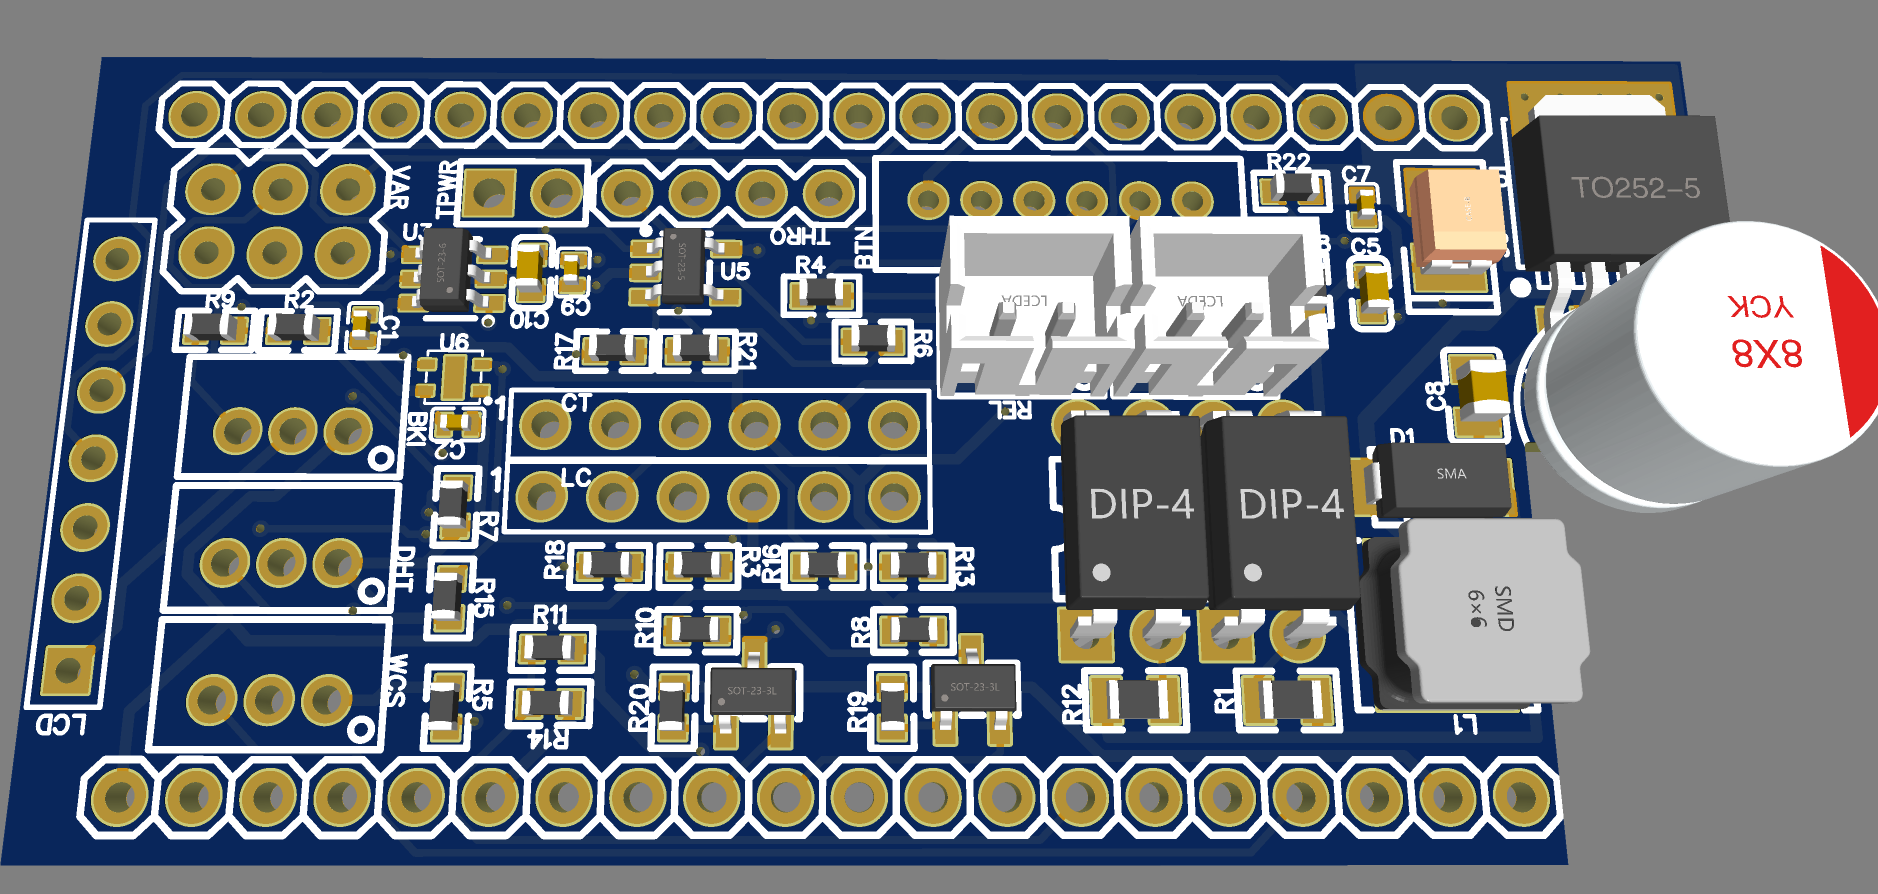 R22
C7
VAR
TPWR
TO252-5
THRO
BTN
SOT-23-6
SOT-23-5
U5
R4
C5
C9
C10
R9
R2
C1
LCEDA
LCEDA
YCK
8X8
U6
R17
R21
R6
C8
1
CT
REL
BKI
C2
D1
SMA
LC
1
DIP-4
DIP-4
R7
DHT
R18
R3
R16
R13
R15
SMD
6×6
R11
R10
R8
WCS
R5
SOT-23-3L
SOT-23-3L
R20
R19
R12
R1
LCD
R14
L1